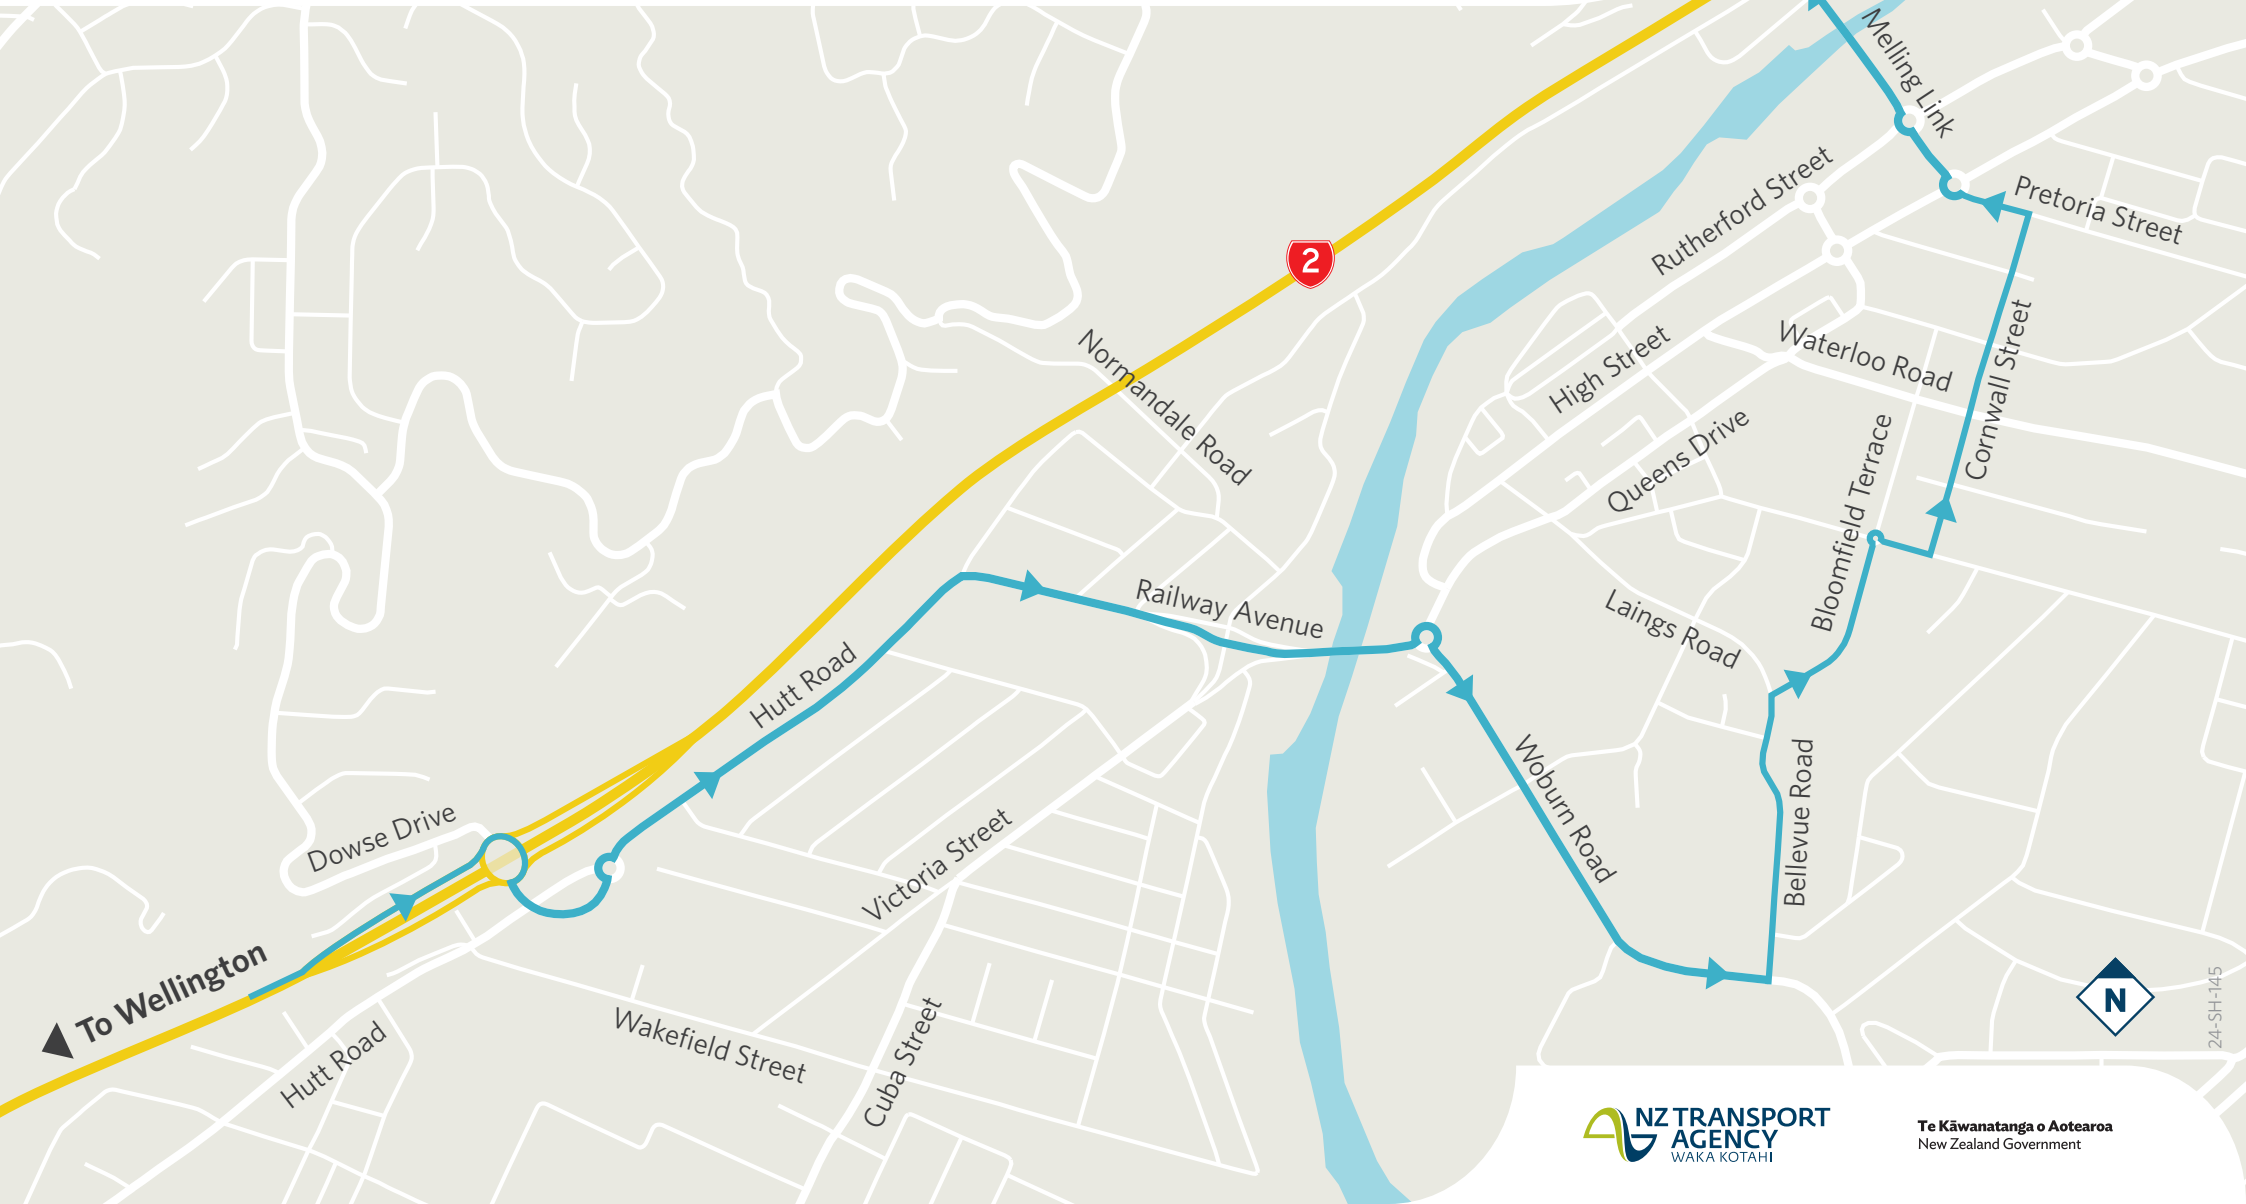 Melling Link
Pretoria Street
Rutherford Street
2
Cornwall Street
Waterloo Road
High Street
Normandale Road
Queens Drive
Bloomfield Terrace
Railway Avenue
Laings Road
Hutt Road
Woburn Road
Bellevue Road
Dowse Drive
Victoria Street
To Wellington
Wakefield Street
Cuba Street
Hutt Road
N
24-SH-145
NZ TRANSPORT
AGENCY
WAKA KOTAHI
Te Kāwanatanga o Aotearoa
New Zealand Government